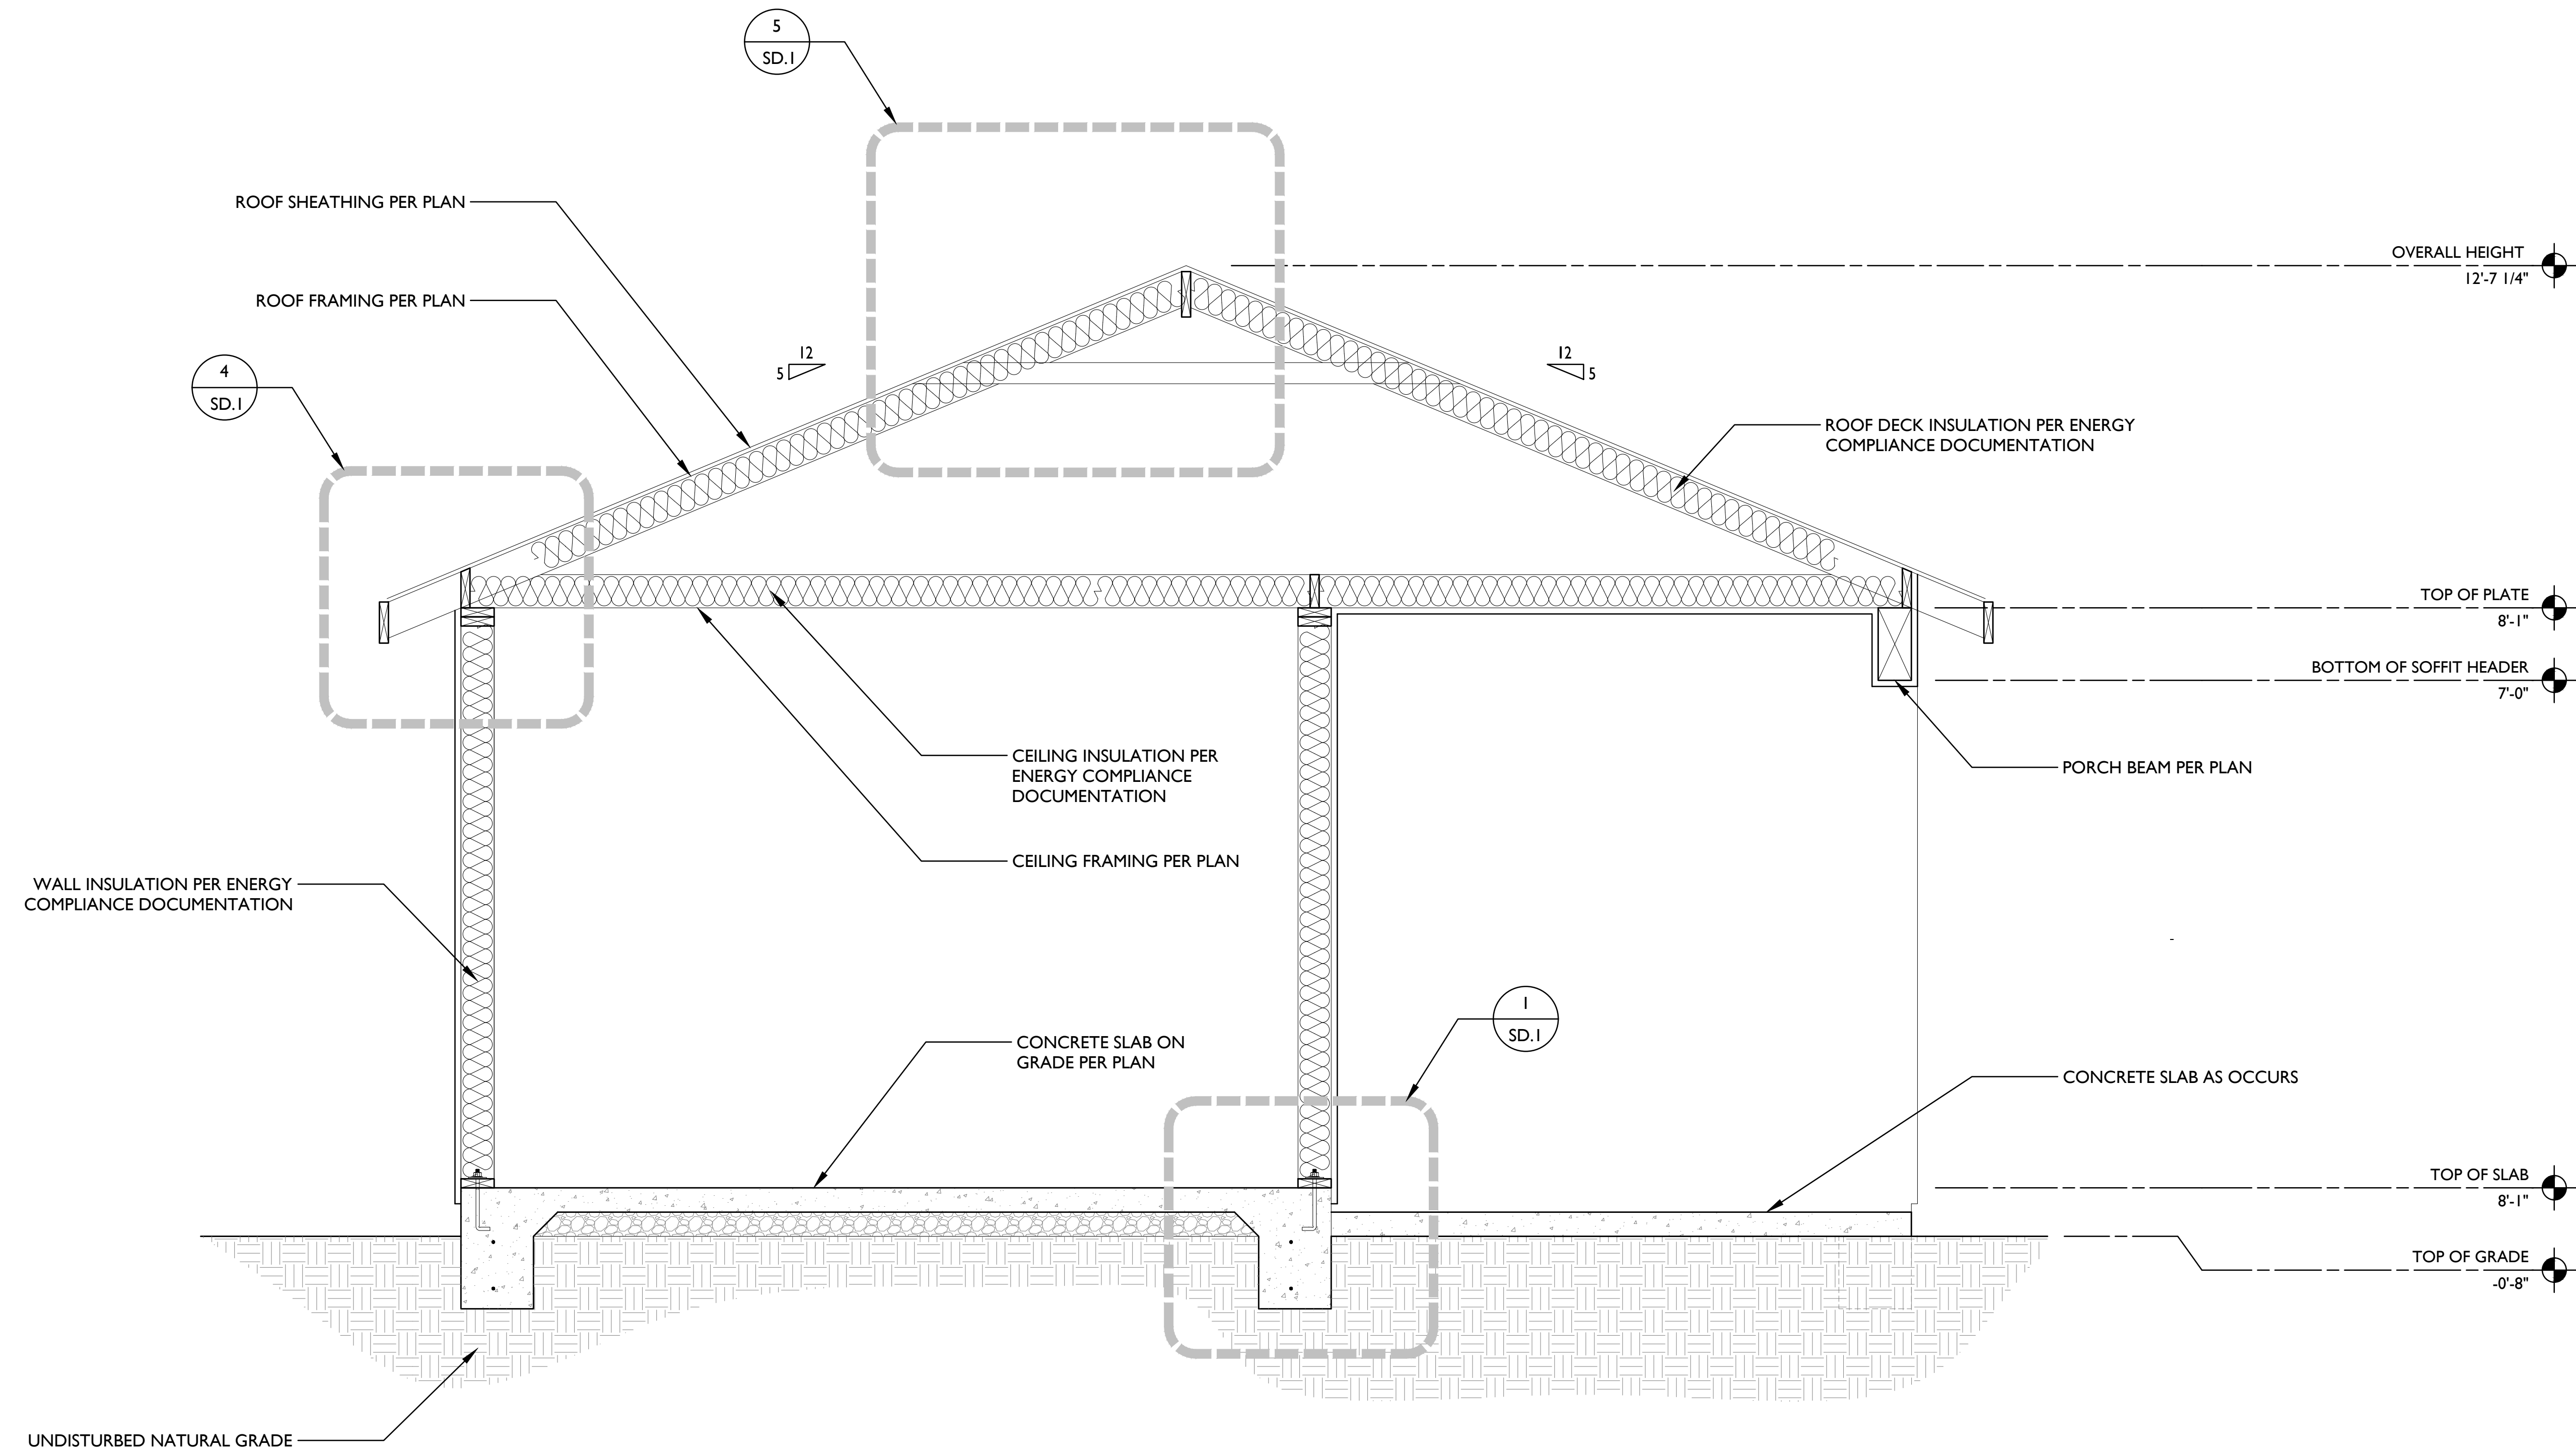 5
SD.1
ROOF SHEATHING PER PLAN
OVERALL HEIGHT
12'-7 1/4"
ROOF FRAMING PER PLAN
12
5
12
5
4
SD.1
ROOF DECK INSULATION PER ENERGY
COMPLIANCE DOCUMENTATION
TOP OF PLATE
8'-1"
BOTTOM OF SOFFIT HEADER
7'-0"
CEILING INSULATION PER
ENERGY COMPLIANCE
DOCUMENTATION
PORCH BEAM PER PLAN
CEILING FRAMING PER PLAN
WALL INSULATION PER ENERGY
COMPLIANCE DOCUMENTATION
-
1
SD.1
CONCRETE SLAB ON
GRADE PER PLAN
CONCRETE SLAB AS OCCURS
TOP OF SLAB
8'-1"
TOP OF GRADE
-0'-8"
UNDISTURBED NATURAL GRADE